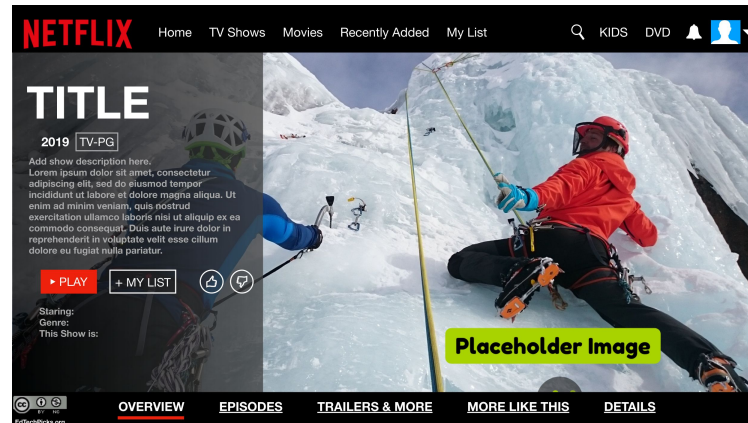 NETFLIX Home TV Shows Movies Recently Added My List KIDS DVD
TITLE
2019 TV-PG
Add show description here.
Lorem ipsum dolor sit amet, consectetur
adipiscing elit, sed do eiusmod tempor
incididunt ut labore et dolore magna aliqua. Ut
enim ad minim veniam, quis nostrud
exercitation ullamco laboris nisi ut aliquip ex ea
commodo consequat. Duis aute irure dolor in
reprehenderit in voluptate velit esse cillum
dolore eu fugiat nulla pariatur.
PLAY + MY LIST
Staring:
Genre:
This Show is:
Placeholder Image
cc BY NC
EdTechPicks.org
OVERVIEW EPISODES TRAILERS & MORE MORE LIKE THIS DETAILS